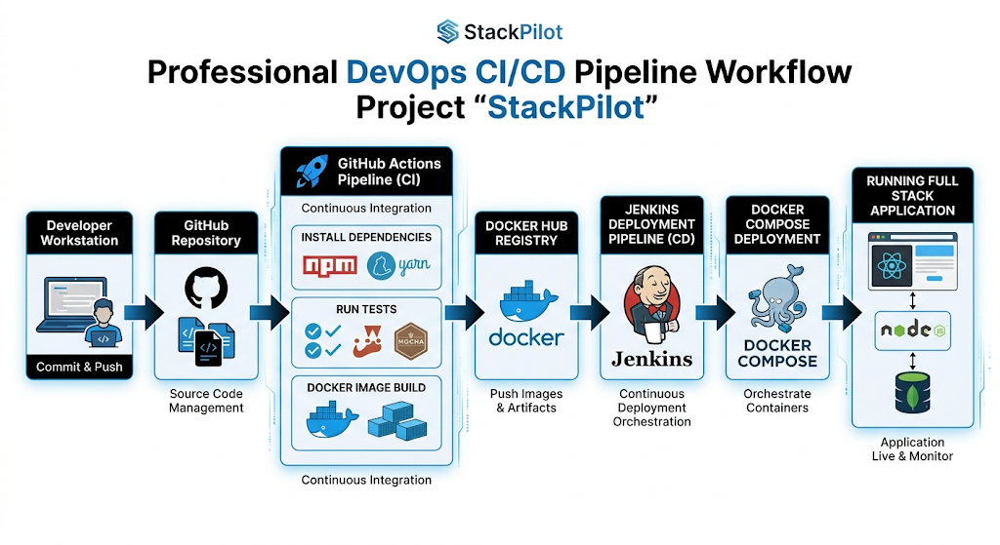 StackPilot
Professional DevOps CI/CD Pipeline Workflow
Project “StackPilot”
Developer
Workstation
Commit & Push
GitHub
Repository
Source Code
Management
GitHub Actions
Pipeline (CI)
Continuous Integration
INSTALL DEPENDENCIES
npm
yarn
RUN TESTS
MOCHA
DOCKER IMAGE BUILD
Continuous Integration
DOCKER HUB
REGISTRY
docker
Push Images
& Artifacts
JENKINS
DEPLOYMENT
PIPELINE (CD)
Jenkins
Continuous
Deployment
Orchestration
DOCKER
COMPOSE
DEPLOYMENT
DOCKER
COMPOSE
Orchestrate
Containers
RUNNING FULL
STACK
APPLICATION
node
JS
Application
Live & Monitor